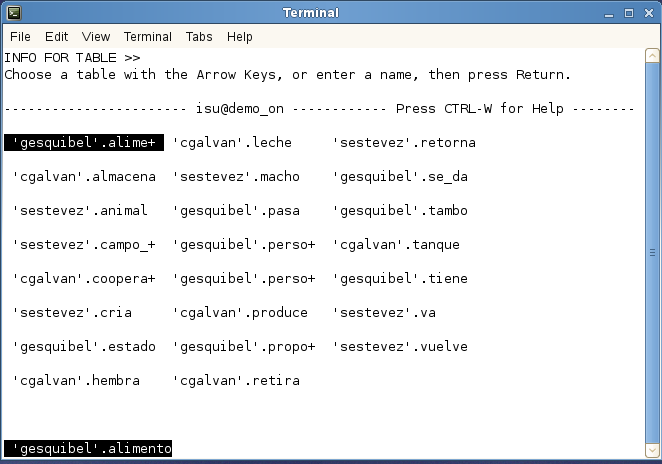 Terminal
File Edit View Terminal Tabs Help
INFO FOR TABLE >>
Choose a table with the Arrow Keys, or enter a name, then press Return.
----------------------- isu@demo_on ------------ Press CTRL-W for Help --------
'gesquibel'.alime+ 'cgalvan'.leche 'sestevez'.retorna
'cgalvan'.almacena 'sestevez'.macho 'gesquibel'.se_da
'sestevez'.animal 'gesquibel'.pasa 'gesquibel'.tambo
'sestevez'.campo_+ 'gesquibel'.perso+ 'cgalvan'.tanque
'cgalvan'.coopera+ 'gesquibel'.perso+ 'gesquibel'.tiene
'sestevez'.cria 'cgalvan'.produce 'sestevez'.va
'gesquibel'.estado 'gesquibel'.propo+ 'sestevez'.vuelve
'cgalvan'.hembra 'cgalvan'.retira
'gesquibel'.alimento